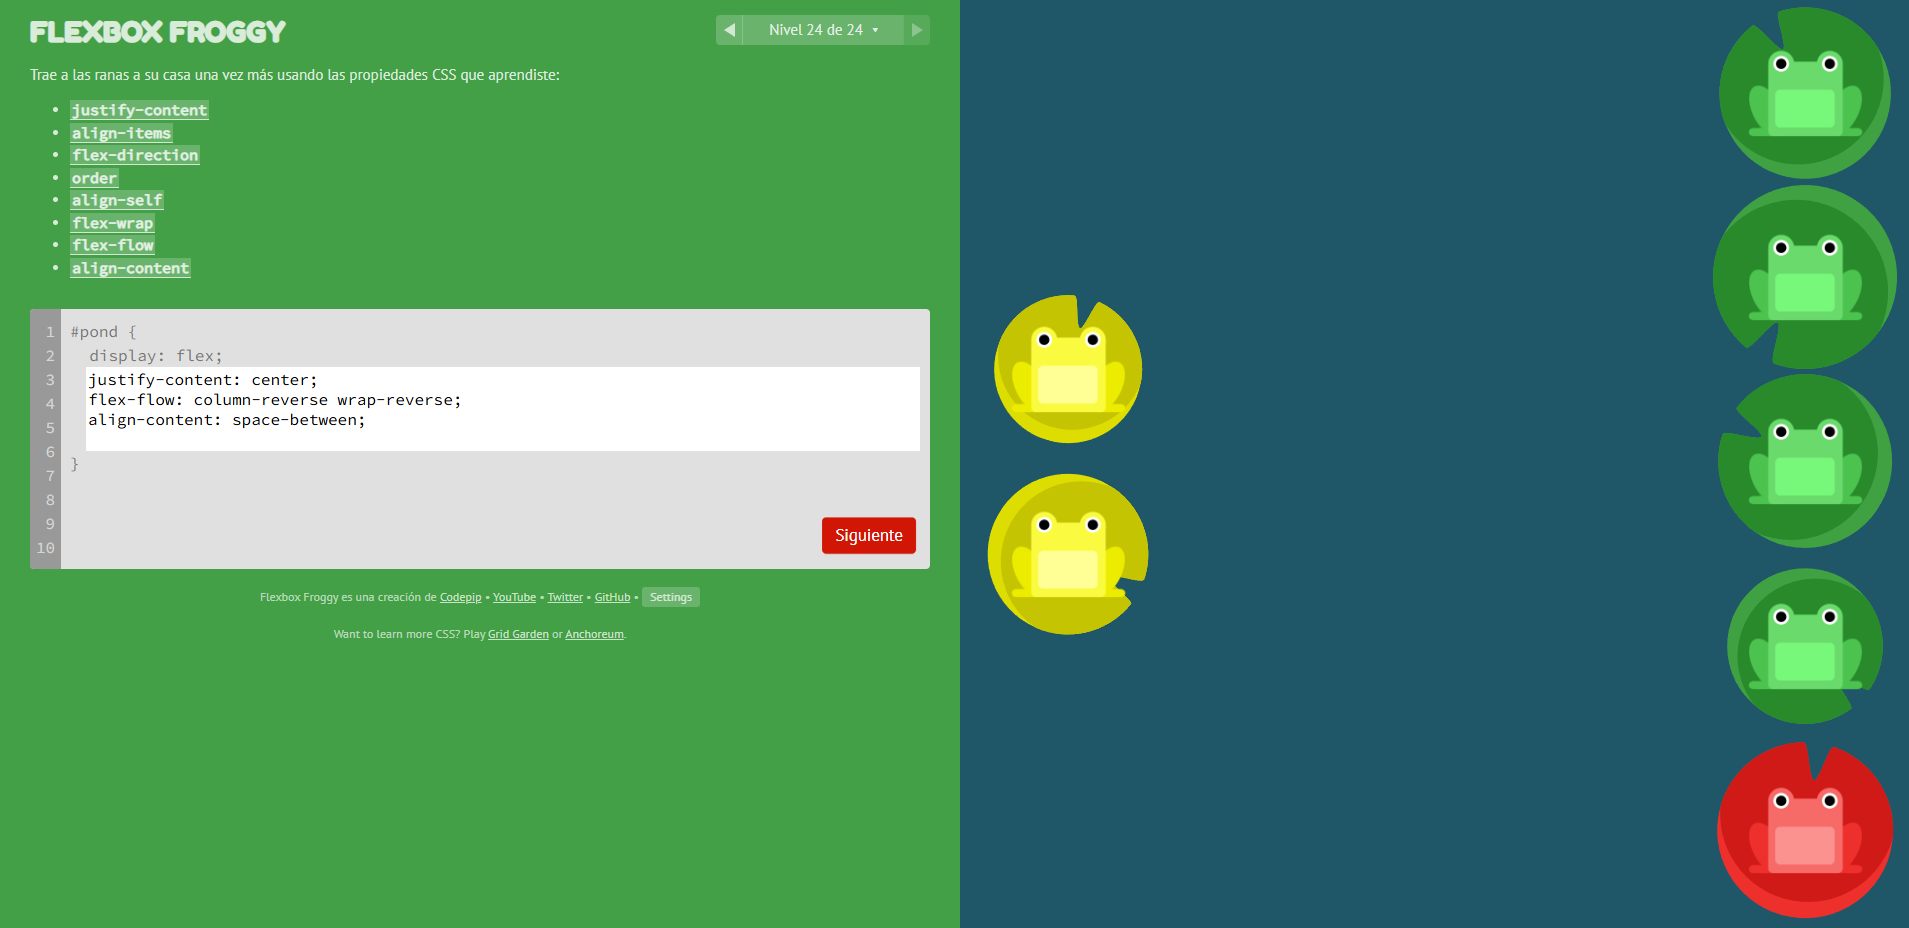 FLEXBOX FROGGY
◀ Nivel 24 de 24 ▾ ▶
Trae a las ranas a su casa una vez más usando las propiedades CSS que aprendiste:
• justify-content
• align-items
• flex-direction
• order
• align-self
• flex-wrap
• flex-flow
• align-content
1 #pond {
2 display: flex;
3 justify-content: center;
4 flex-flow: column-reverse wrap-reverse;
5 align-content: space-between;
6
7 }
8
9
10
Siguiente
Flexbox Froggy es una creación de Codepip • YouTube • Twitter • GitHub • Settings
Want to learn more CSS? Play Grid Garden or Anchoreum.